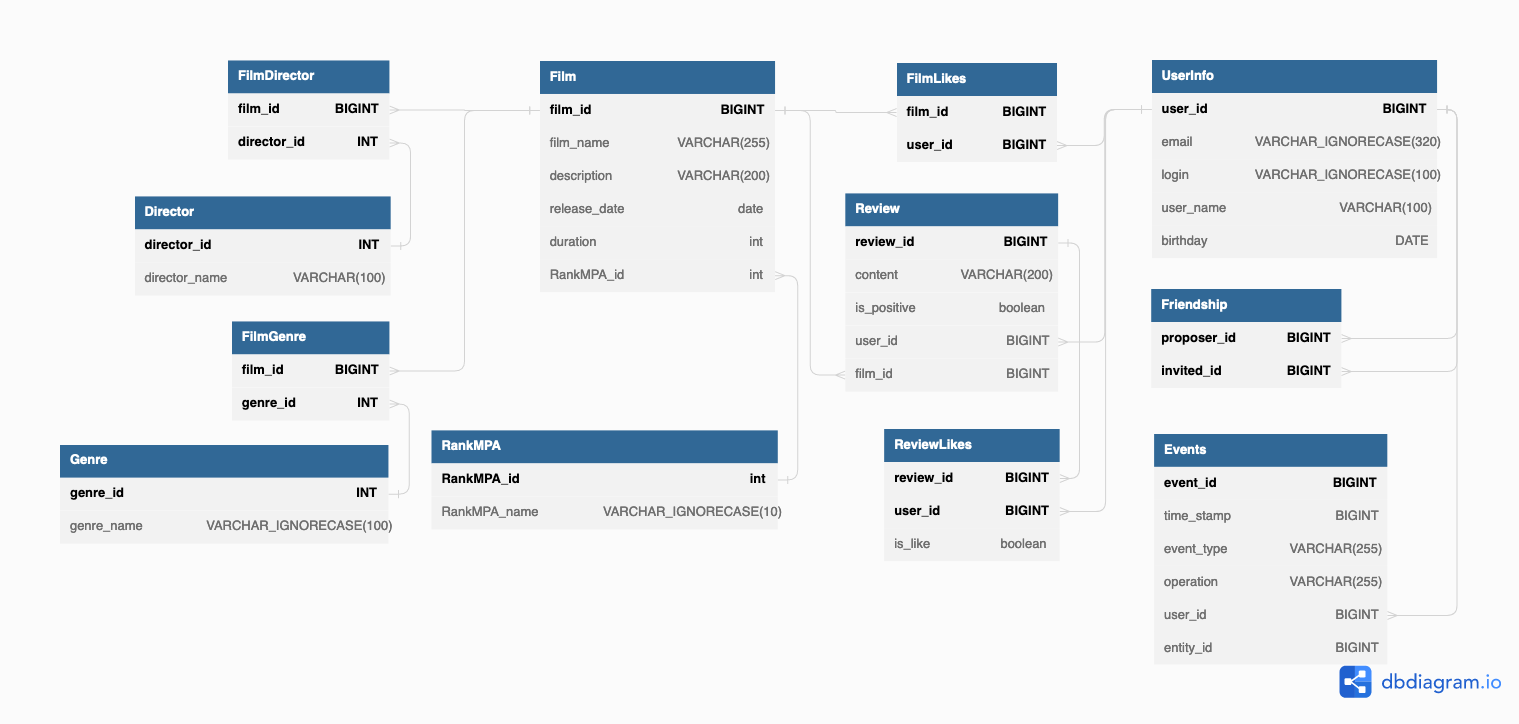 FilmDirector
film_id BIGINT
director_id INT
Director
director_id INT
director_name VARCHAR(100)
FilmGenre
film_id BIGINT
genre_id INT
Genre
genre_id INT
genre_name VARCHAR_IGNORECASE(100)
Film
film_id BIGINT
film_name VARCHAR(255)
description VARCHAR(200)
release_date date
duration int
RankMPA_id int
RankMPA
RankMPA_id int
RankMPA_name VARCHAR_IGNORECASE(10)
FilmLikes
film_id BIGINT
user_id BIGINT
Review
review_id BIGINT
content VARCHAR(200)
is_positive boolean
user_id BIGINT
film_id BIGINT
ReviewLikes
review_id BIGINT
user_id BIGINT
is_like boolean
UserInfo
user_id BIGINT
email VARCHAR_IGNORECASE(320)
login VARCHAR_IGNORECASE(100)
user_name VARCHAR(100)
birthday DATE
Friendship
proposer_id BIGINT
invited_id BIGINT
Events
event_id BIGINT
time_stamp BIGINT
event_type VARCHAR(255)
operation VARCHAR(255)
user_id BIGINT
entity_id BIGINT
dbdiagram.io